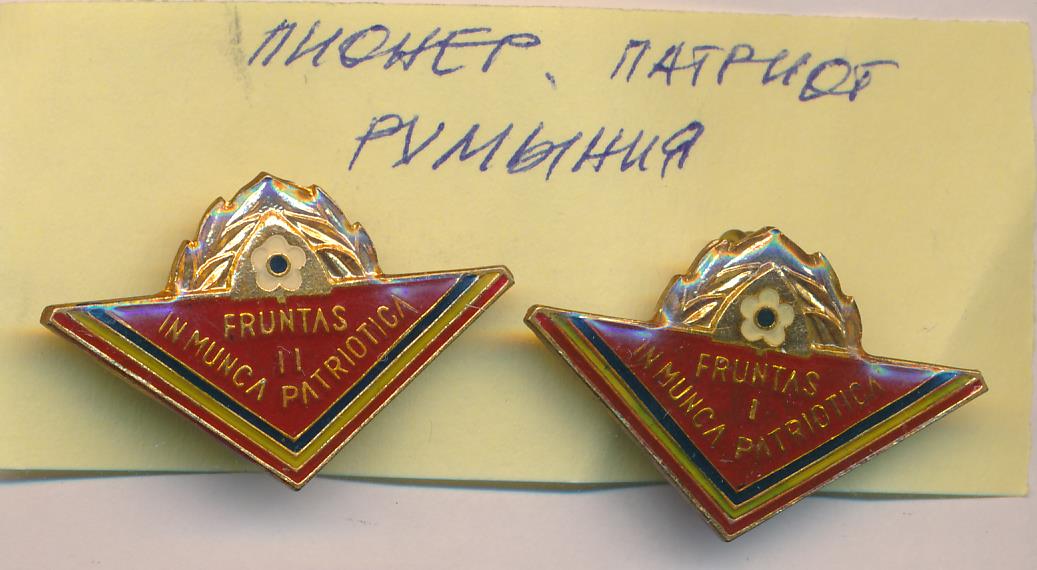 ПИОНЕР. ПАТРИОТ
РУМЫНИЯ
FRUNTAS
II
IN MUNCA PATRIOTICA
FRUNTAS
I
IN MUNCA PATRIOTICA